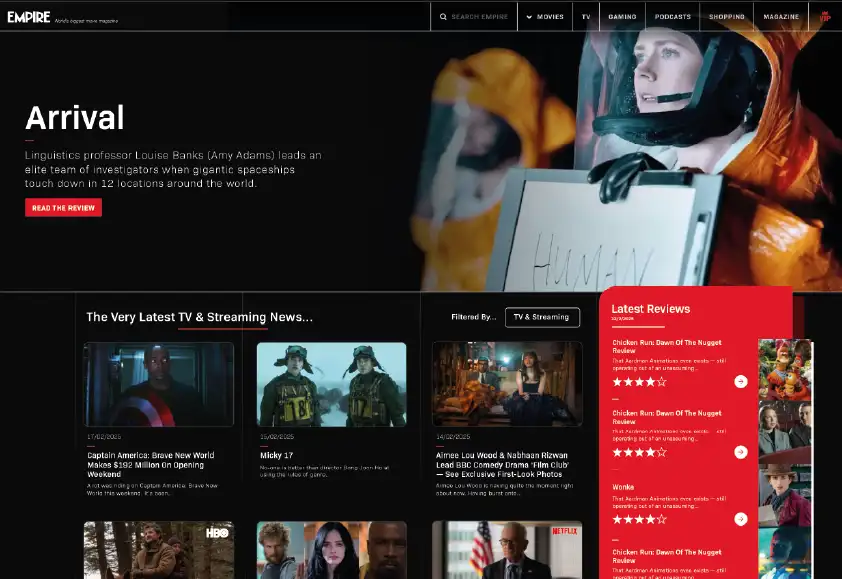 EMPIRE
World's biggest movie magazine
SEARCH EMPIRE
MOVIES
TV
GAMING
PODCASTS
SHOPPING
MAGAZINE
VIP
Arrival
Linguistics professor Louise Banks (Amy Adams) leads an
elite team of investigators when gigantic spaceships
touch down in 12 locations around the world.
READ THE REVIEW
HUMAN
The Very Latest TV & Streaming News...
Filtered By...
TV & Streaming
17/02/2025
Captain America: Brave New World
Makes $192 Million On Opening
Weekend
A lot was riding on Captain America: Brave New
World this weekend. It's been...
15/02/2025
Micky 17
No-one is better than director Bong Joon Ho at
using the rules of genre...
14/02/2025
Aimee Lou Wood & Nabhaan Rizwan
Lead BBC Comedy Drama 'Film Club'
— See Exclusive First-Look Photos
Aimee Lou Wood is having quite the moment right
about now. Having burst onto...
HBO
NETFLIX
Latest Reviews
Chicken Run: Dawn Of The Nugget
Review
That Aardman Animations even exists — still
operating out of an unassuming...
Chicken Run: Dawn Of The Nugget
Review
That Aardman Animations even exists — still
operating out of an unassuming...
Wonka
That Aardman Animations even exists — still
operating out of an unassuming...
Chicken Run: Dawn Of The Nugget
Review
That Aardman Animations even exists — still
operating out of an unassuming...